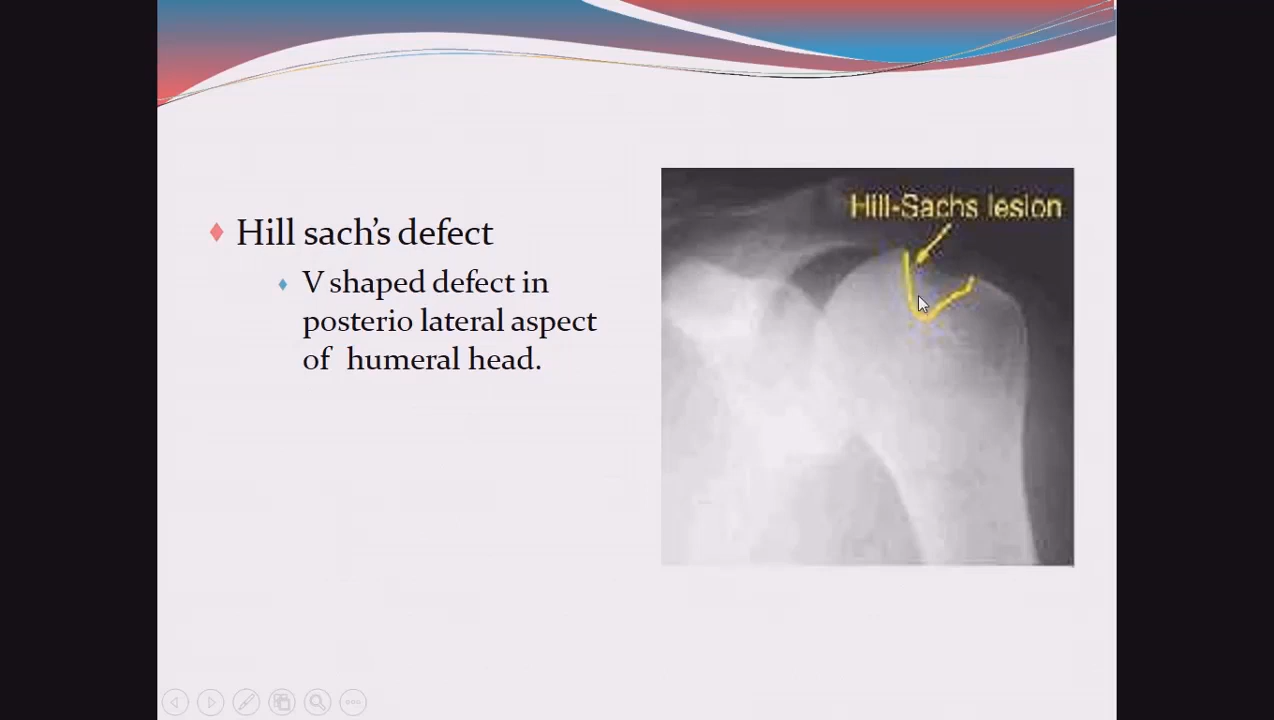 Hill sach’s defect
V shaped defect in
posterio lateral aspect
of humeral head.
Hill-Sachs lesion